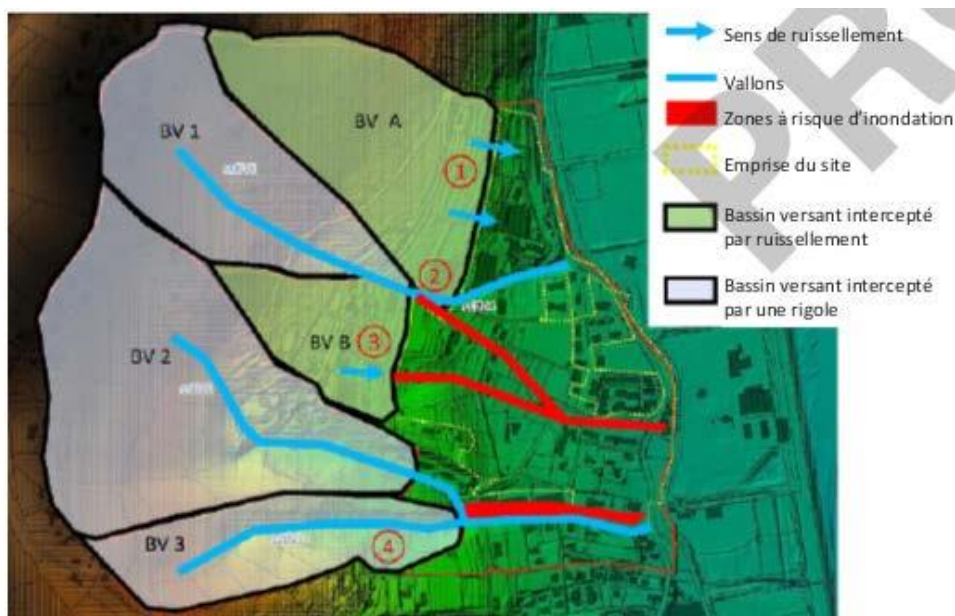 Sens de ruissellement
Vallons
Zones à risque d'inondation
Emprise du site
Bassin versant intercepté
par ruissellement
Bassin versant intercepté
par une rigole
BV 1
BV A
1
2
BV B
3
BV 2
BV 3
4
PR